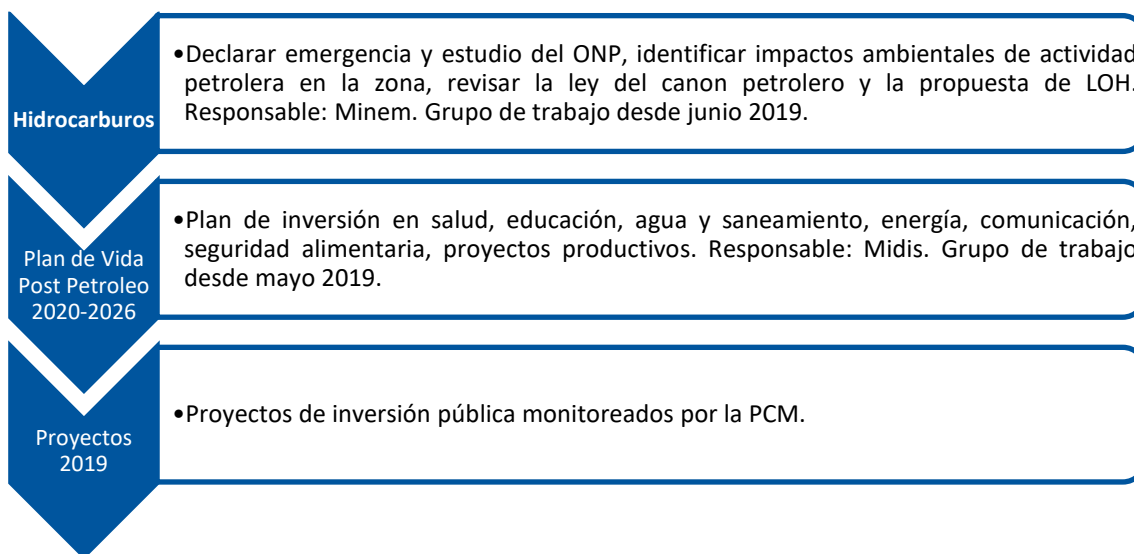 Hidrocarburos
•Declarar emergencia y estudio del ONP, identificar impactos ambientales de actividad
petrolera en la zona, revisar la ley del canon petrolero y la propuesta de LOH.
Responsable: Minem. Grupo de trabajo desde junio 2019.
Plan de Vida
Post Petroleo
2020-2026
•Plan de inversión en salud, educación, agua y saneamiento, energía, comunicación,
seguridad alimentaria, proyectos productivos. Responsable: Midis. Grupo de trabajo
desde mayo 2019.
Proyectos
2019
•Proyectos de inversión pública monitoreados por la PCM.